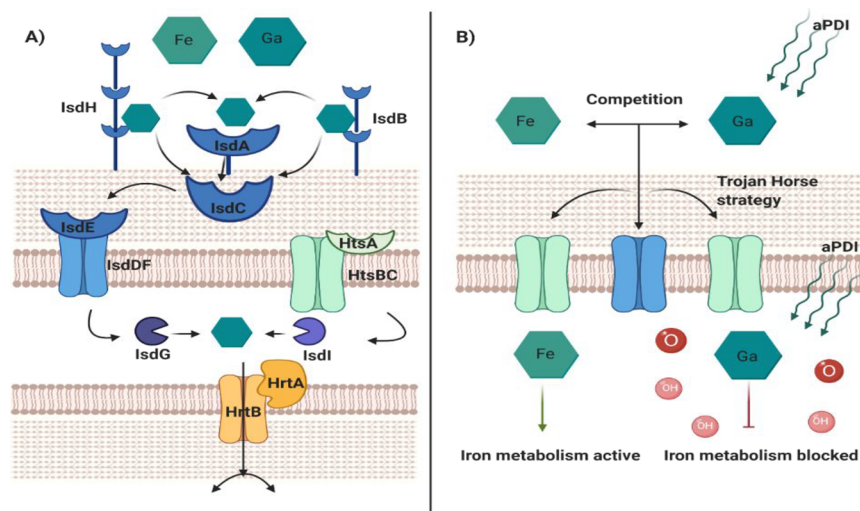 A)
Fe
Ga
IsdH
IsdB
IsdA
IsdC
IsdE
HtsA
IsdDF
HtsBC
IsdG
IsdI
HrtA
HrtB
B)
aPDI
Competition
Fe
Ga
Trojan Horse
strategy
aPDI
Fe
Ga
O
OH
O
OH
OH
Iron metabolism active
Iron metabolism blocked